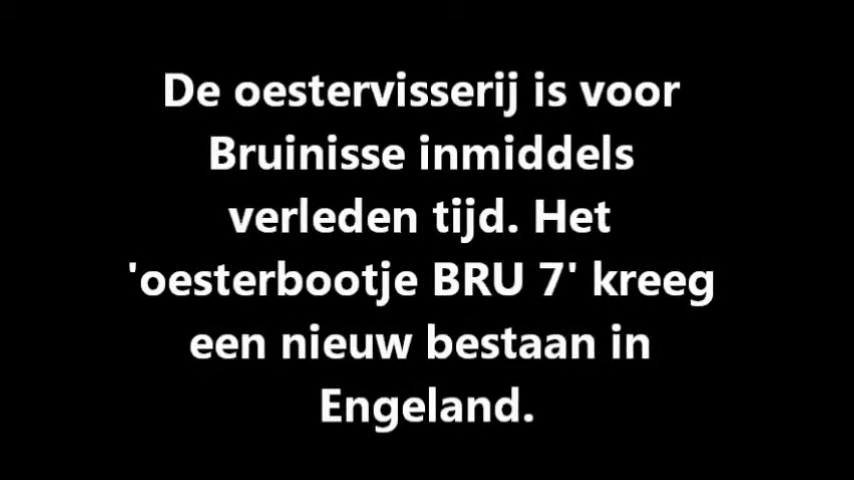 De oestervisserij is voor
Bruinisse inmiddels
verleden tijd. Het
'oesterbootje BRU 7' kreeg
een nieuw bestaan in
Engeland.